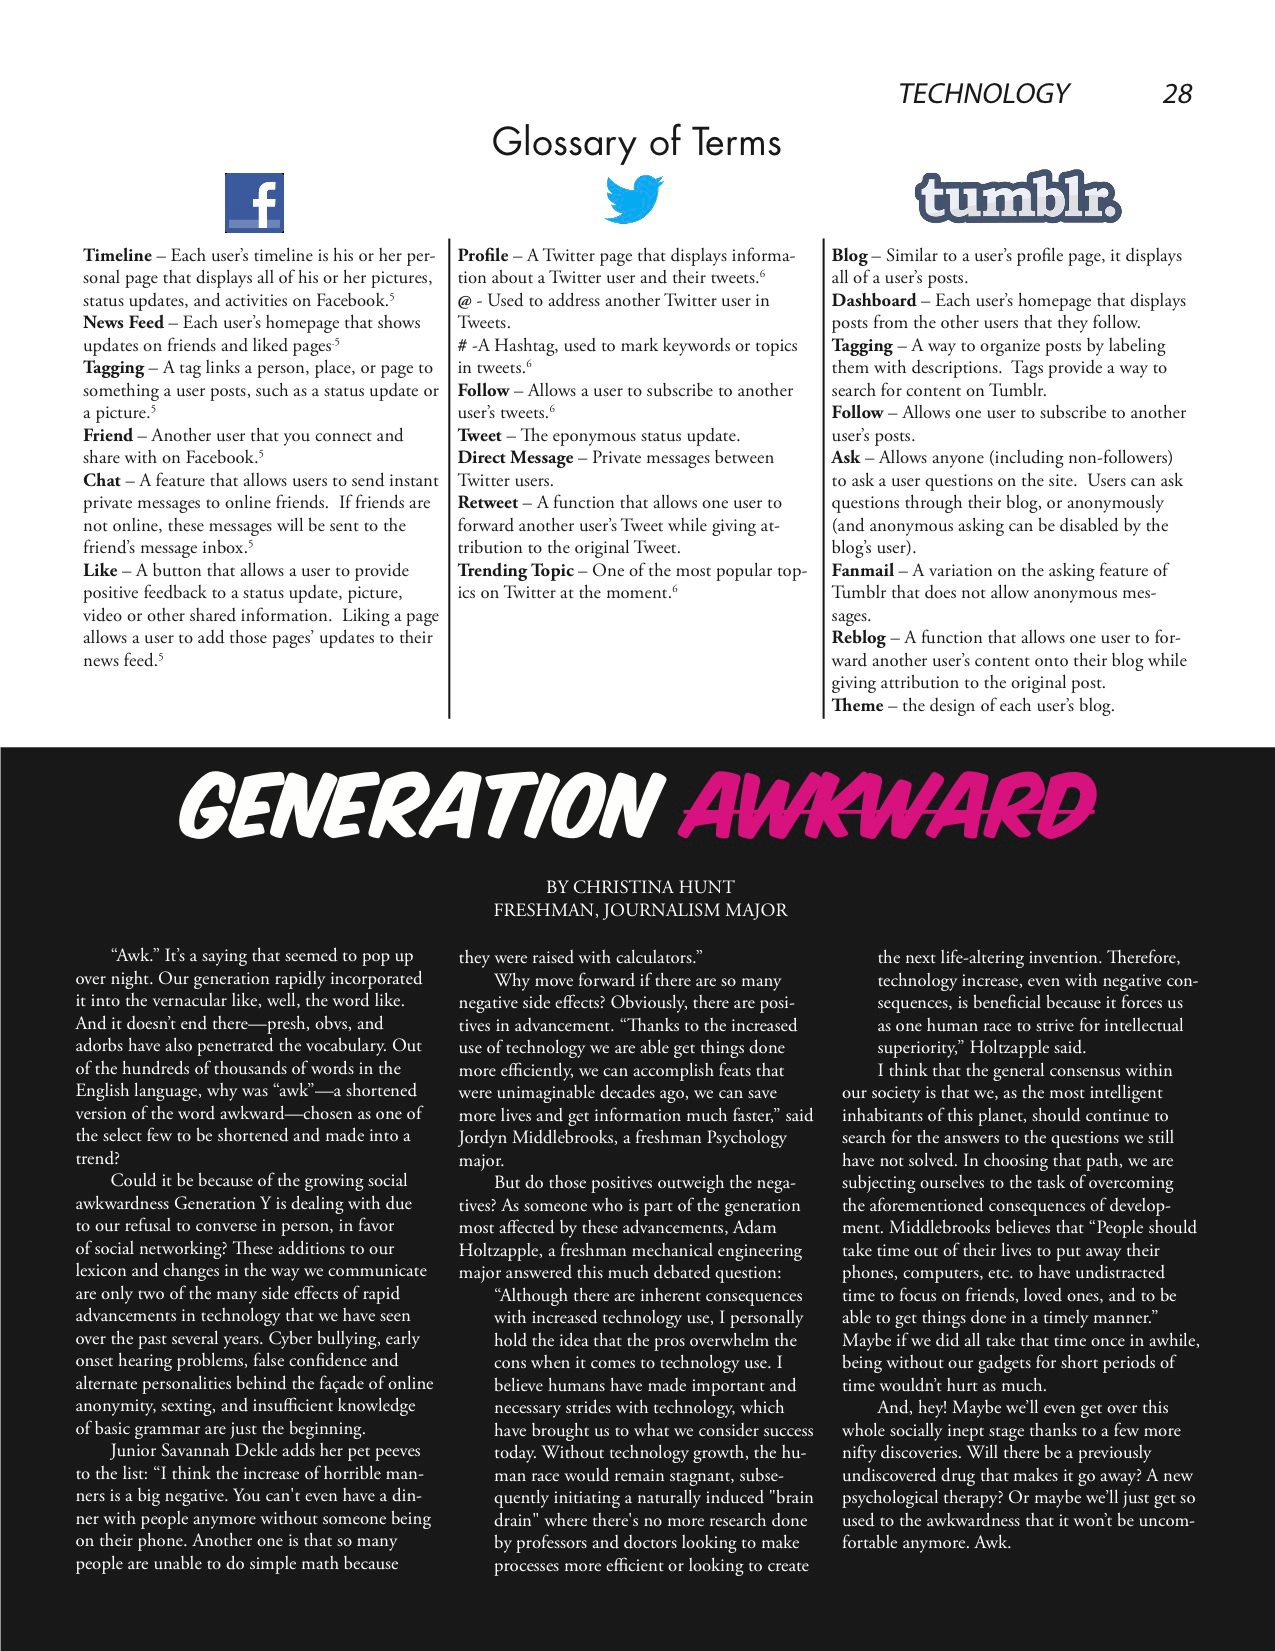 TECHNOLOGY 28
Glossary of Terms
f
tumblr.
Timeline – Each user’s timeline is his or her per-
sonal page that displays all of his or her pictures,
status updates, and activities on Facebook.5
News Feed – Each user’s homepage that shows
updates on friends and liked pages.5
Tagging – A tag links a person, place, or page to
something a user posts, such as a status update or
a picture.5
Friend – Another user that you connect and
share with on Facebook.5
Chat – A feature that allows users to send instant
private messages to online friends.  If friends are
not online, these messages will be sent to the
friend’s message inbox.5
Like – A button that allows a user to provide
positive feedback to a status update, picture,
video or other shared information.  Liking a page
allows a user to add those pages’ updates to their
news feed.5
Profile – A Twitter page that displays informa-
tion about a Twitter user and their tweets.6
@ - Used to address another Twitter user in
Tweets.
# -A Hashtag, used to mark keywords or topics
in tweets.6
Follow – Allows a user to subscribe to another
user’s tweets.6
Tweet – The eponymous status update.
Direct Message – Private messages between
Twitter users.
Retweet – A function that allows one user to
forward another user’s Tweet while giving at-
tribution to the original Tweet.
Trending Topic – One of the most popular top-
ics on Twitter at the moment.6
Blog – Similar to a user’s profile page, it displays
all of a user’s posts.
Dashboard – Each user’s homepage that displays
posts from the other users that they follow.
Tagging – A way to organize posts by labeling
them with descriptions.  Tags provide a way to
search for content on Tumblr.
Follow – Allows one user to subscribe to another
user’s posts.
Ask – Allows anyone (including non-followers)
to ask a user questions on the site.  Users can ask
questions through their blog, or anonymously
(and anonymous asking can be disabled by the
blog’s user).
Fanmail – A variation on the asking feature of
Tumblr that does not allow anonymous mes-
sages.
Reblog – A function that allows one user to for-
ward another user’s content onto their blog while
giving attribution to the original post.
Theme – the design of each user’s blog.
GENERATION AWKWARD
BY CHRISTINA HUNT
FRESHMAN, JOURNALISM MAJOR
“Awk.” It’s a saying that seemed to pop up
over night. Our generation rapidly incorporated
it into the vernacular like, well, the word like.
And it doesn’t end there—presh, obvs, and
adorbs have also penetrated the vocabulary. Out
of the hundreds of thousands of words in the
English language, why was “awk”—a shortened
version of the word awkward—chosen as one of
the select few to be shortened and made into a
trend?
Could it be because of the growing social
awkwardness Generation Y is dealing with due
to our refusal to converse in person, in favor
of social networking? These additions to our
lexicon and changes in the way we communicate
are only two of the many side effects of rapid
advancements in technology that we have seen
over the past several years. Cyber bullying, early
onset hearing problems, false confidence and
alternate personalities behind the façade of online
anonymity, sexting, and insufficient knowledge
of basic grammar are just the beginning.
Junior Savannah Dekle adds her pet peeves
to the list: “I think the increase of horrible man-
ners is a big negative. You can't even have a din-
ner with people anymore without someone being
on their phone. Another one is that so many
people are unable to do simple math because
they were raised with calculators.”
Why move forward if there are so many
negative side effects? Obviously, there are posi-
tives in advancement. “Thanks to the increased
use of technology we are able get things done
more efficiently, we can accomplish feats that
were unimaginable decades ago, we can save
more lives and get information much faster,” said
Jordyn Middlebrooks, a freshman Psychology
major.
But do those positives outweigh the nega-
tives? As someone who is part of the generation
most affected by these advancements, Adam
Holtzapple, a freshman mechanical engineering
major answered this much debated question:
“Although there are inherent consequences
with increased technology use, I personally
hold the idea that the pros overwhelm the
cons when it comes to technology use. I
believe humans have made important and
necessary strides with technology, which
have brought us to what we consider success
today. Without technology growth, the hu-
man race would remain stagnant, subse-
quently initiating a naturally induced "brain
drain" where there's no more research done
by professors and doctors looking to make
processes more efficient or looking to create
the next life-altering invention. Therefore,
technology increase, even with negative con-
sequences, is beneficial because it forces us
as one human race to strive for intellectual
superiority,” Holtzapple said.
I think that the general consensus within
our society is that we, as the most intelligent
inhabitants of this planet, should continue to
search for the answers to the questions we still
have not solved. In choosing that path, we are
subjecting ourselves to the task of overcoming
the aforementioned consequences of develop-
ment. Middlebrooks believes that “People should
take time out of their lives to put away their
phones, computers, etc. to have undistracted
time to focus on friends, loved ones, and to be
able to get things done in a timely manner.”
Maybe if we did all take that time once in awhile,
being without our gadgets for short periods of
time wouldn’t hurt as much.
And, hey! Maybe we’ll even get over this
whole socially inept stage thanks to a few more
nifty discoveries. Will there be a previously
undiscovered drug that makes it go away? A new
psychological therapy? Or maybe we’ll just get so
used to the awkwardness that it won’t be uncom-
fortable anymore. Awk.